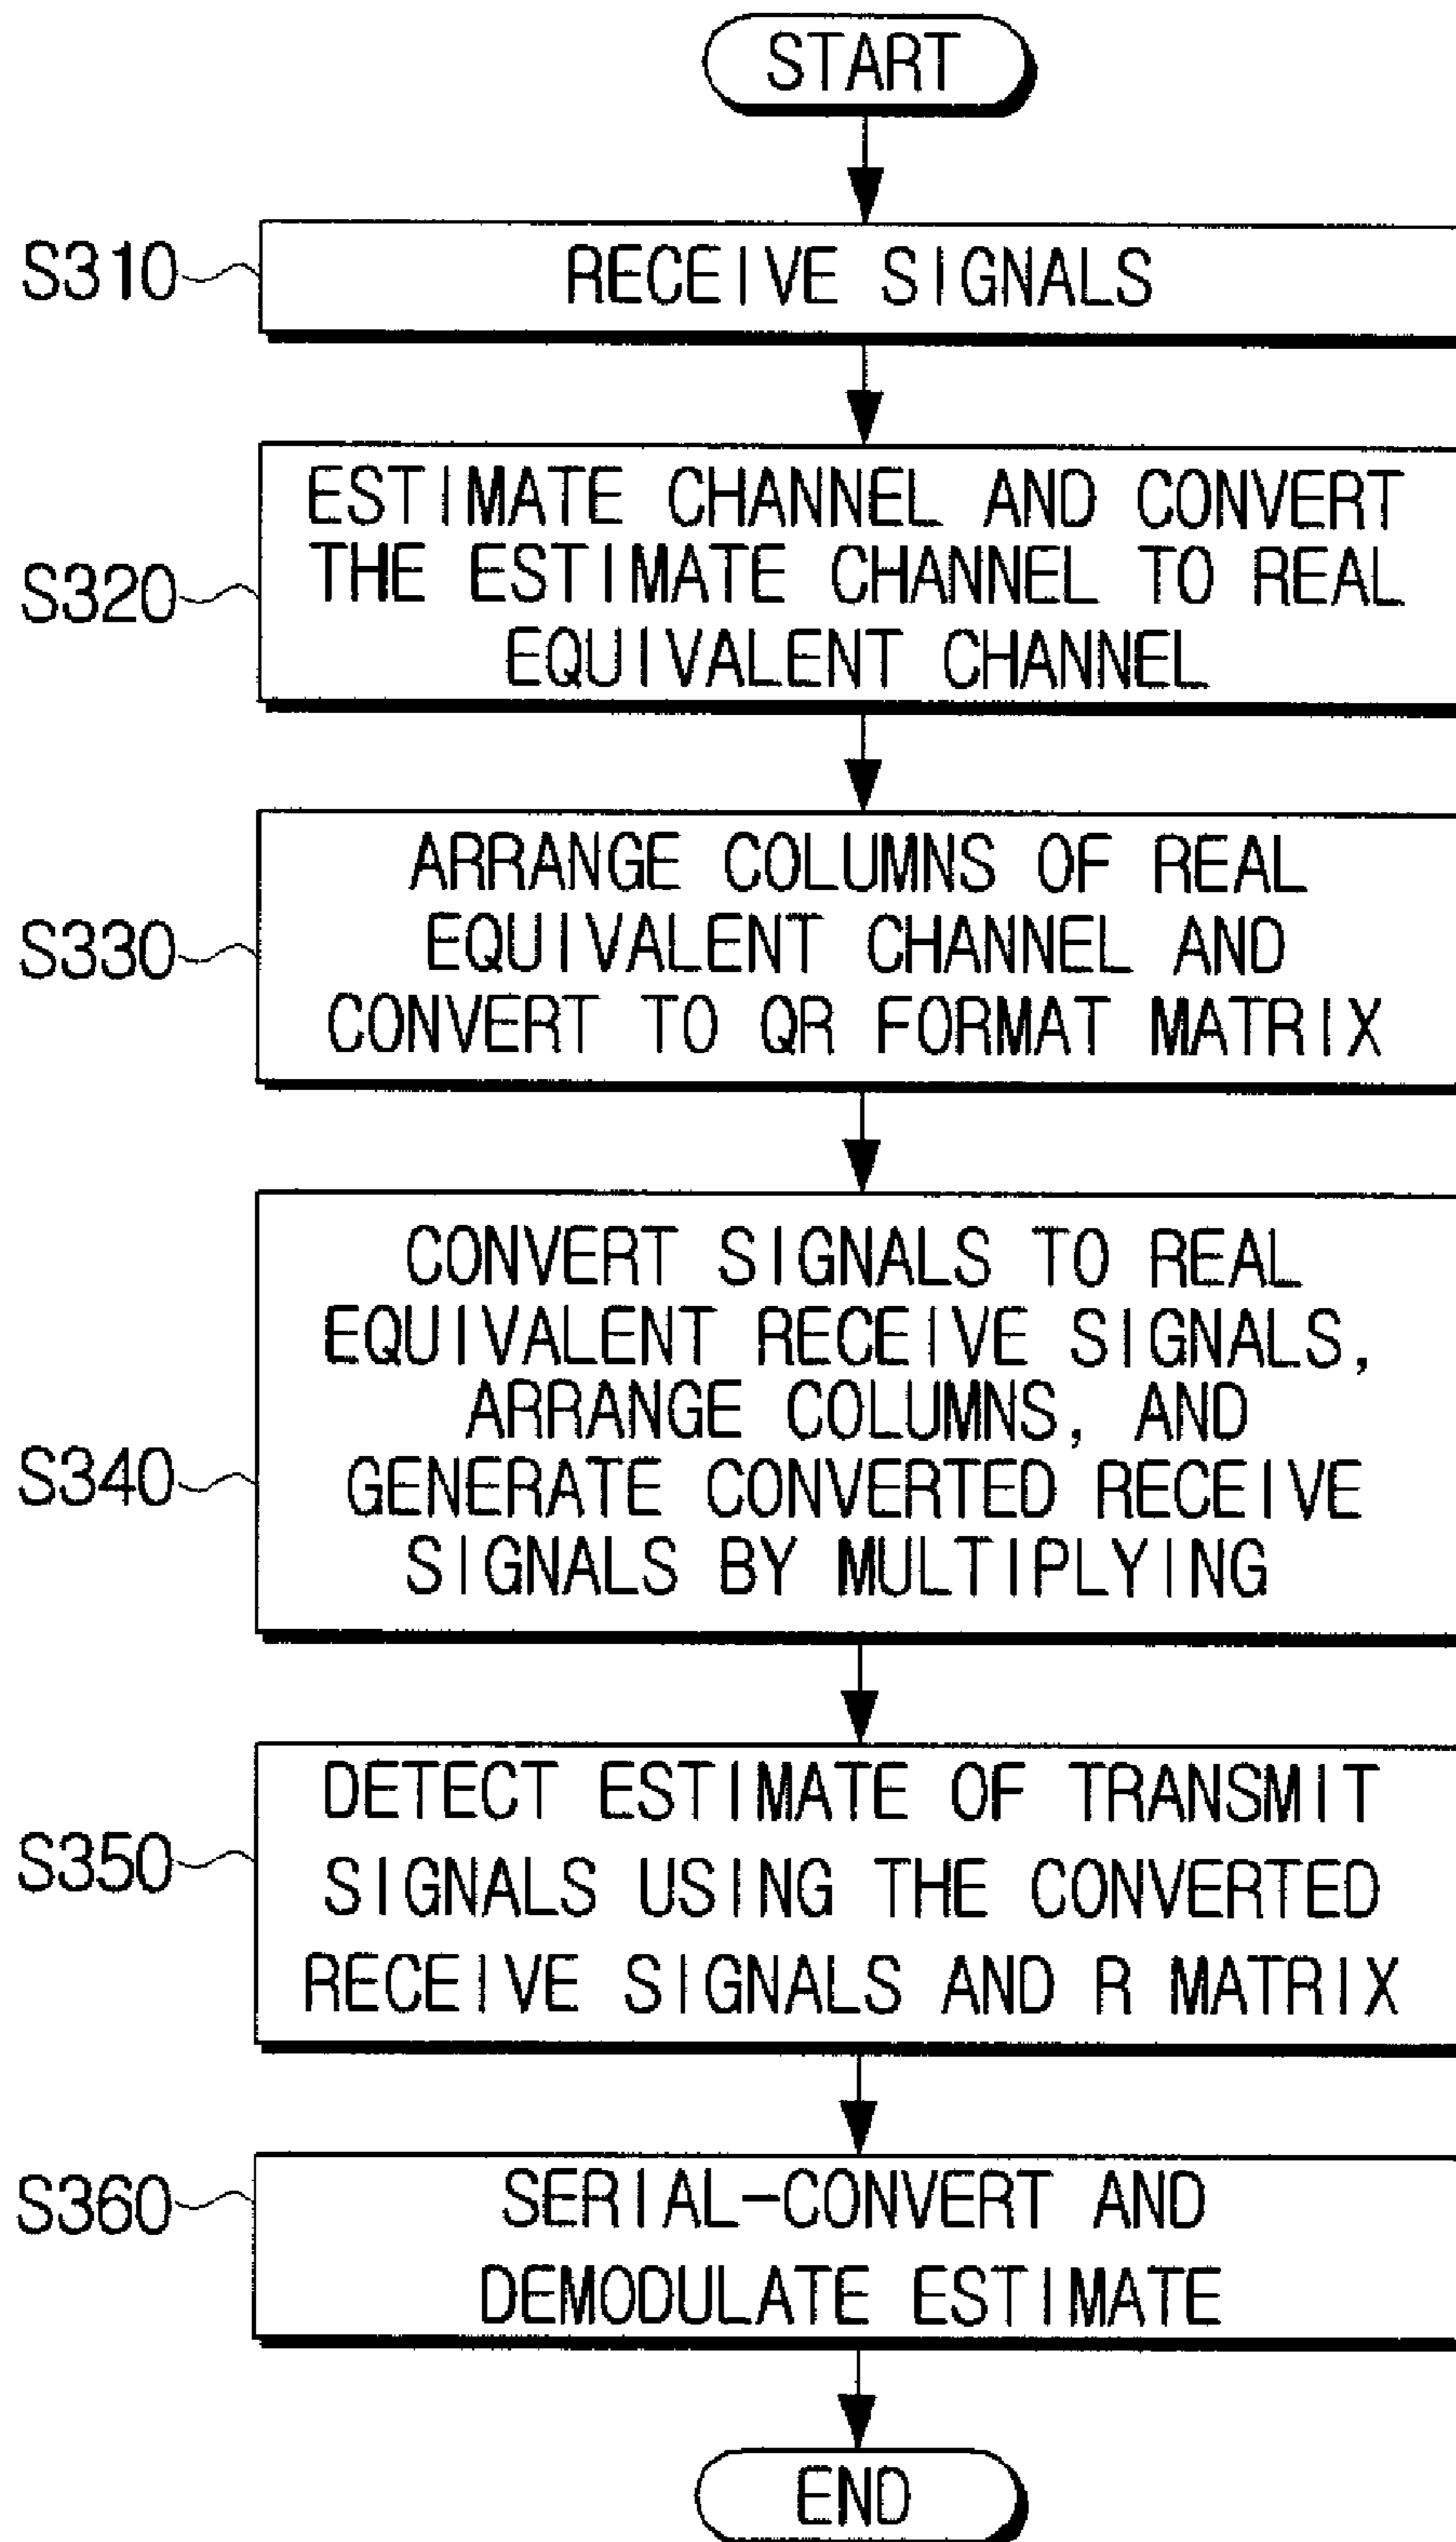 START
S310
RECEIVE SIGNALS
S320
ESTIMATE CHANNEL AND CONVERT
THE ESTIMATE CHANNEL TO REAL
EQUIVALENT CHANNEL
S330
ARRANGE COLUMNS OF REAL
EQUIVALENT CHANNEL AND
CONVERT TO QR FORMAT MATRIX
S340
CONVERT SIGNALS TO REAL
EQUIVALENT RECEIVE SIGNALS,
ARRANGE COLUMNS, AND
GENERATE CONVERTED RECEIVE
SIGNALS BY MULTIPLYING
S350
DETECT ESTIMATE OF TRANSMIT
SIGNALS USING THE CONVERTED
RECEIVE SIGNALS AND R MATRIX
S360
SERIAL-CONVERT AND
DEMODULATE ESTIMATE
END